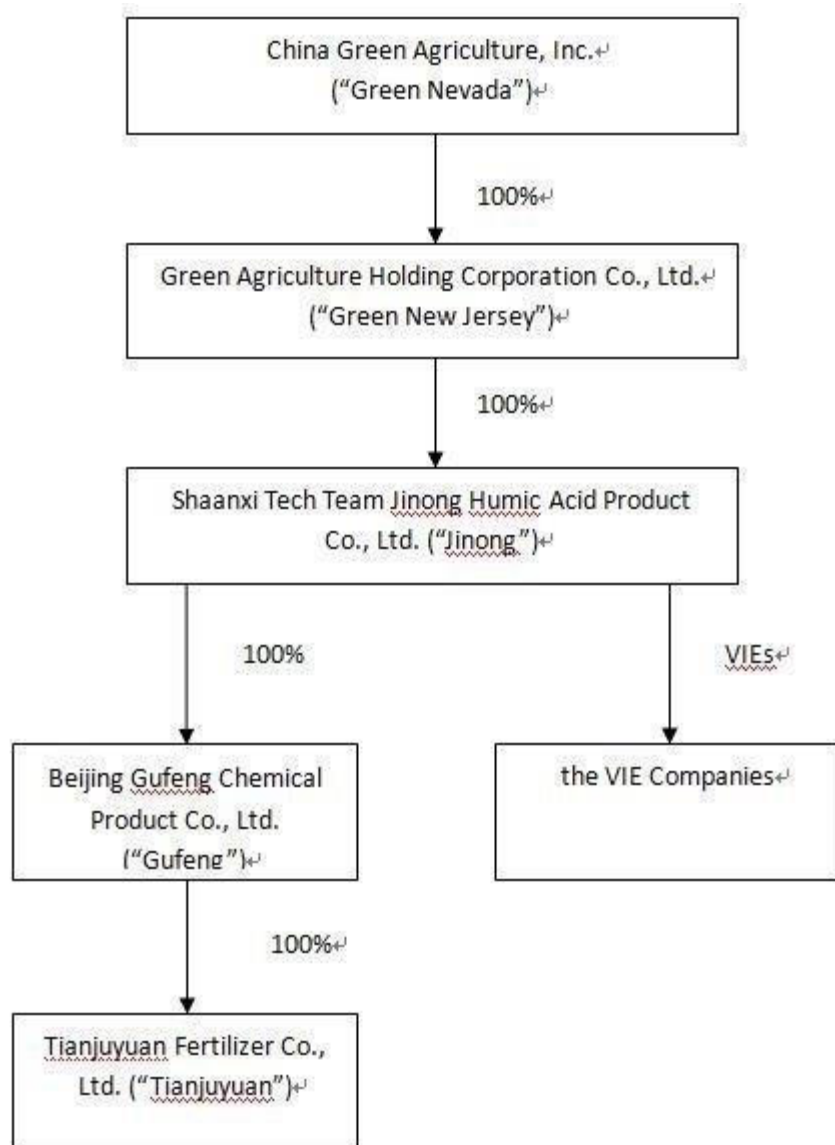 China Green Agriculture, Inc.↵
(“Green Nevada”)↵
100%↵
Green Agriculture Holding Corporation Co., Ltd.↵
(“Green New Jersey”)↵
100%↵
Shaanxi Tech Team Jinong Humic Acid Product
Co., Ltd. (“Jinong”)↵
100%
VIEs↵
Beijing Gufeng Chemical
Product Co., Ltd.
(“Gufeng”)↵
the VIE Companies↵
100%↵
Tianjuyuan Fertilizer Co.,
Ltd. (“Tianjuyuan”)↵